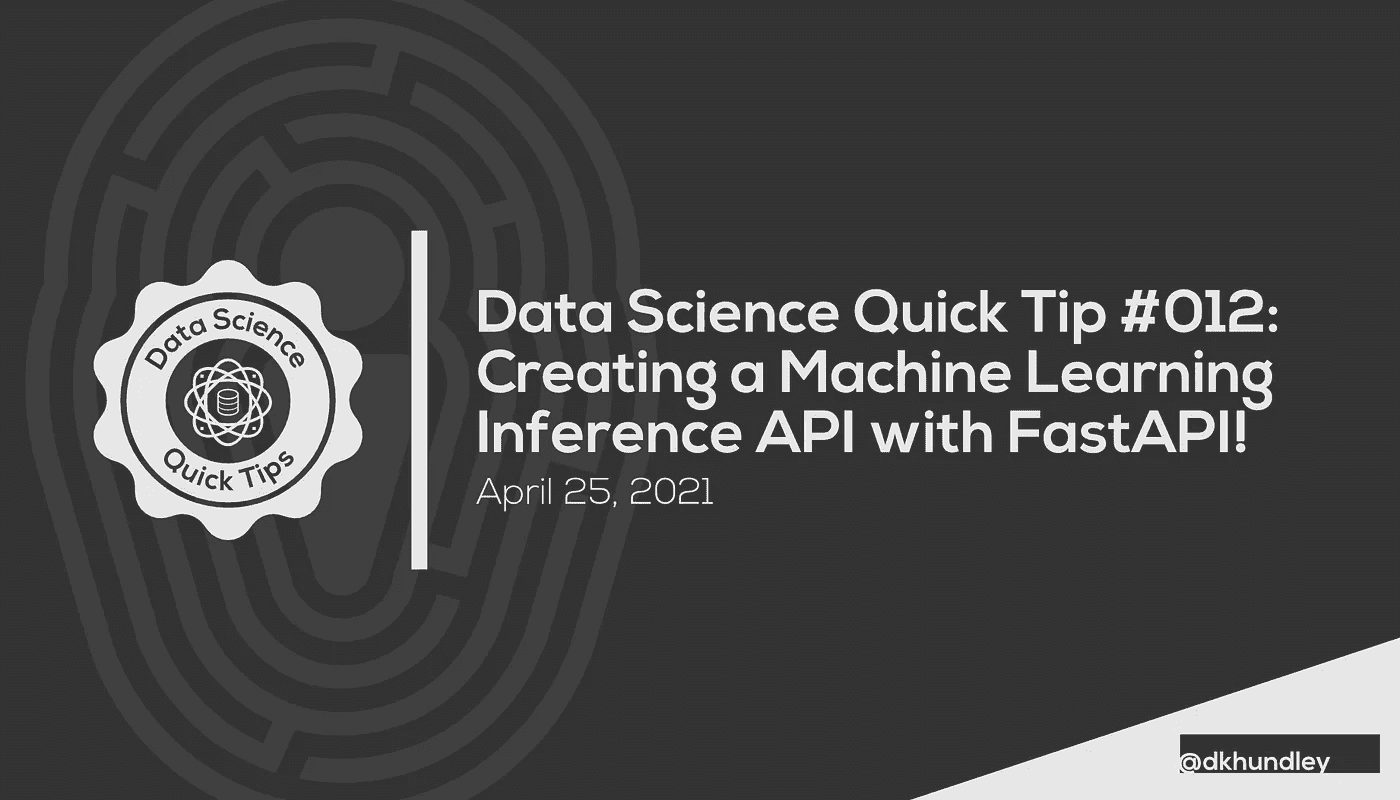 Data Science
Quick Tips
Data Science Quick Tip #012:
Creating a Machine Learning
Inference API with FastAPI!
April 25, 2021
@dkhundley